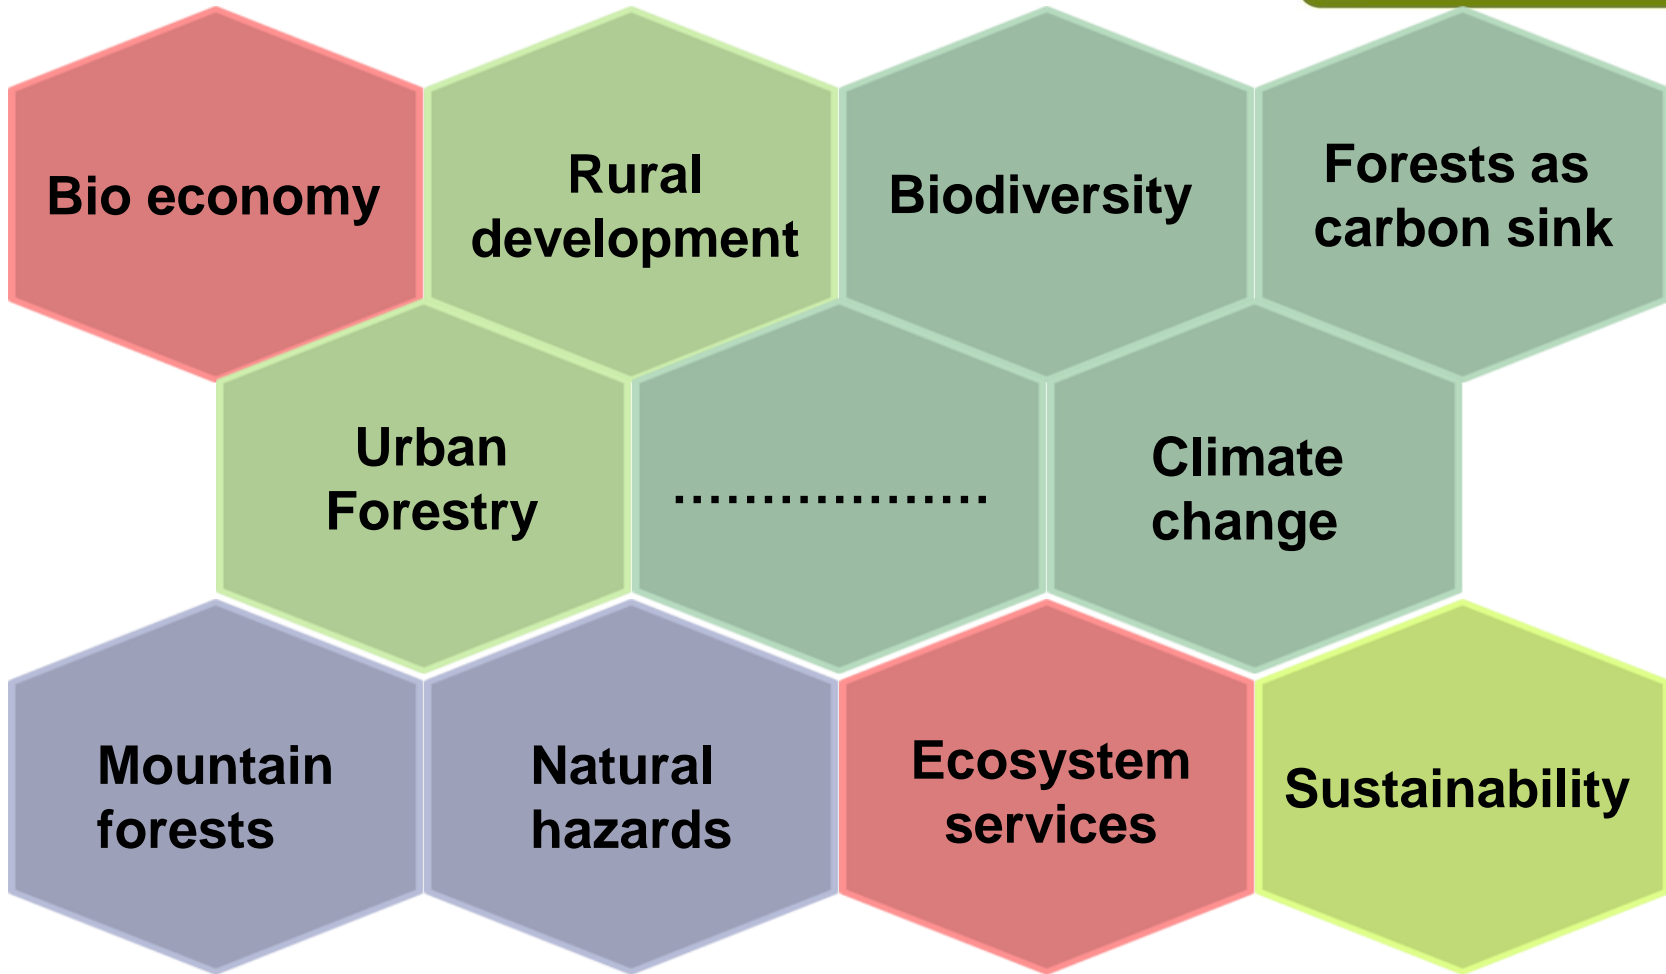 Bio economy
Rural
development
Biodiversity
Forests as
carbon sink
Urban
Forestry
..................
Climate
change
Mountain
forests
Natural
hazards
Ecosystem
services
Sustainability